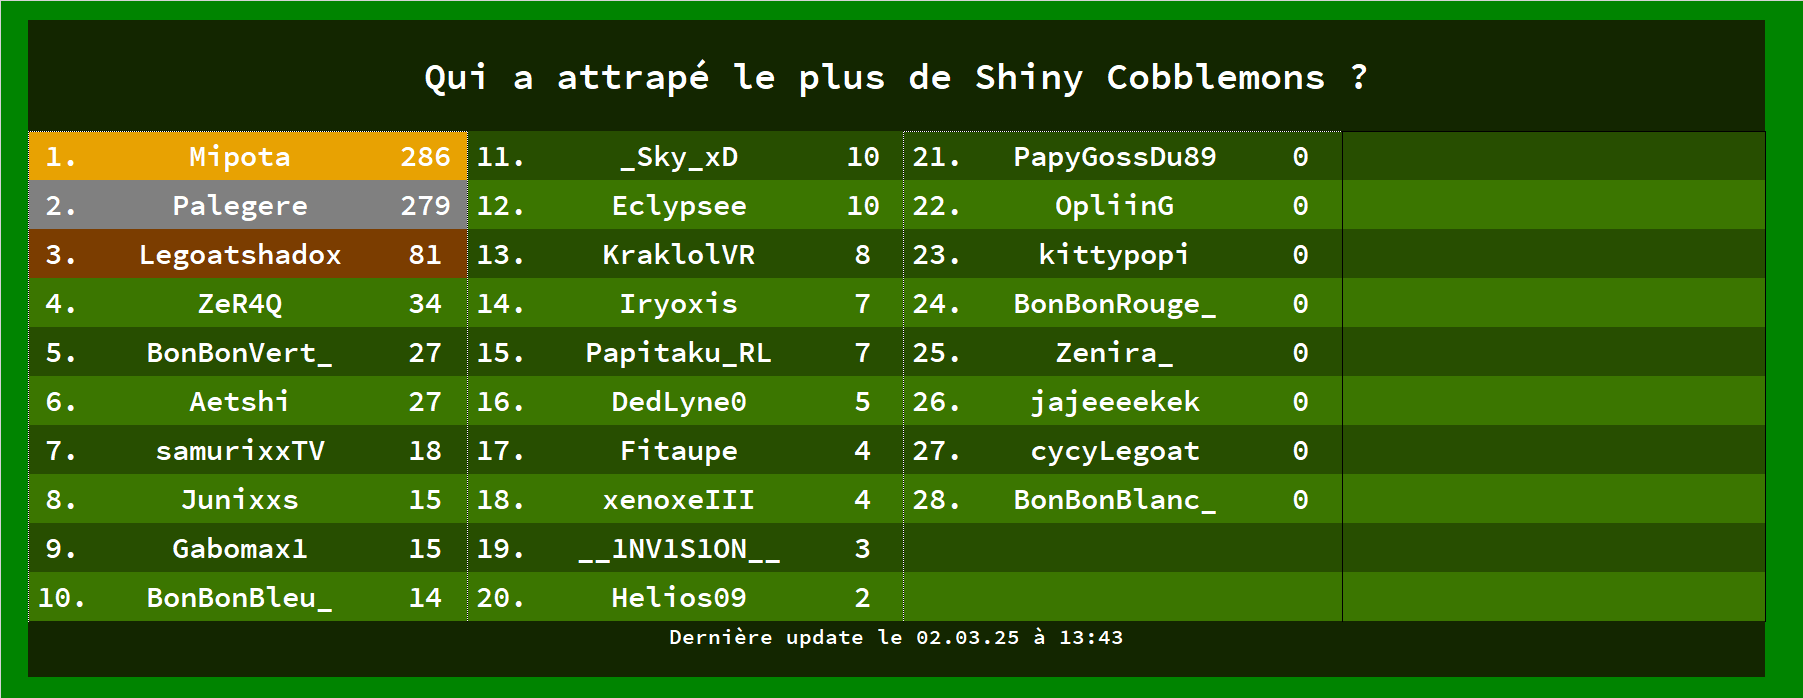 Qui a attrapé le plus de Shiny Cobblemons ?
1. Mipota 286
2. Palegere 279
3. Legoatshadox 81
4. ZeR4Q 34
5. BonBonVert_ 27
6. Aetshi 27
7. samurixxTV 18
8. Junixxs 15
9. Gabomax1 15
10. BonBonBleu_ 14
11. _Sky_xD 10
12. Eclypsee 10
13. KraklolVR 8
14. Iryoxis 7
15. Papitaku_RL 7
16. DedLyne0 5
17. Fitaupe 4
18. xenoxeIII 4
19. __1NV1S1ON__ 3
20. Helios09 2
21. PapyGossDu89 0
22. OpliinG 0
23. kittypopi 0
24. BonBonRouge_ 0
25. Zenira_ 0
26. jajeeeekek 0
27. cycyLegoat 0
28. BonBonBlanc_ 0
Dernière update le 02.03.25 à 13:43